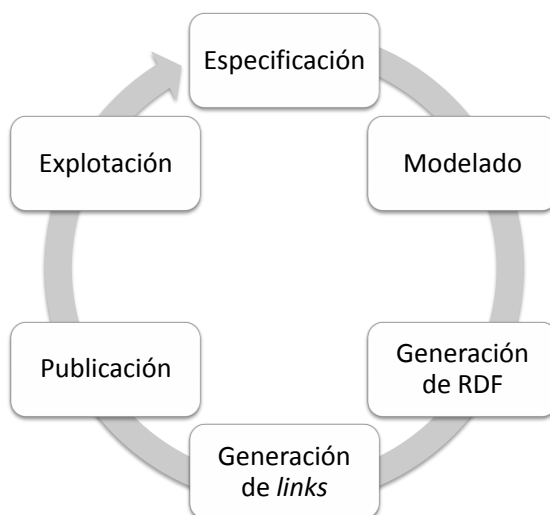 Especificación
Modelado
Generación
de RDF
Generación
de links
Publicación
Explotación